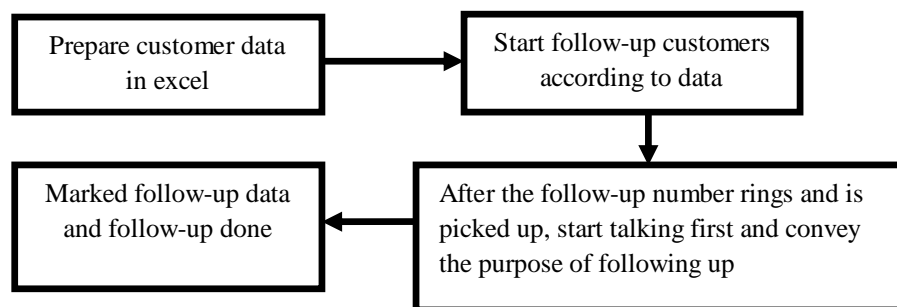 Prepare customer data
in excel
Start follow-up customers
according to data
After the follow-up number rings and is
picked up, start talking first and convey
the purpose of following up
Marked follow-up data
and follow-up done